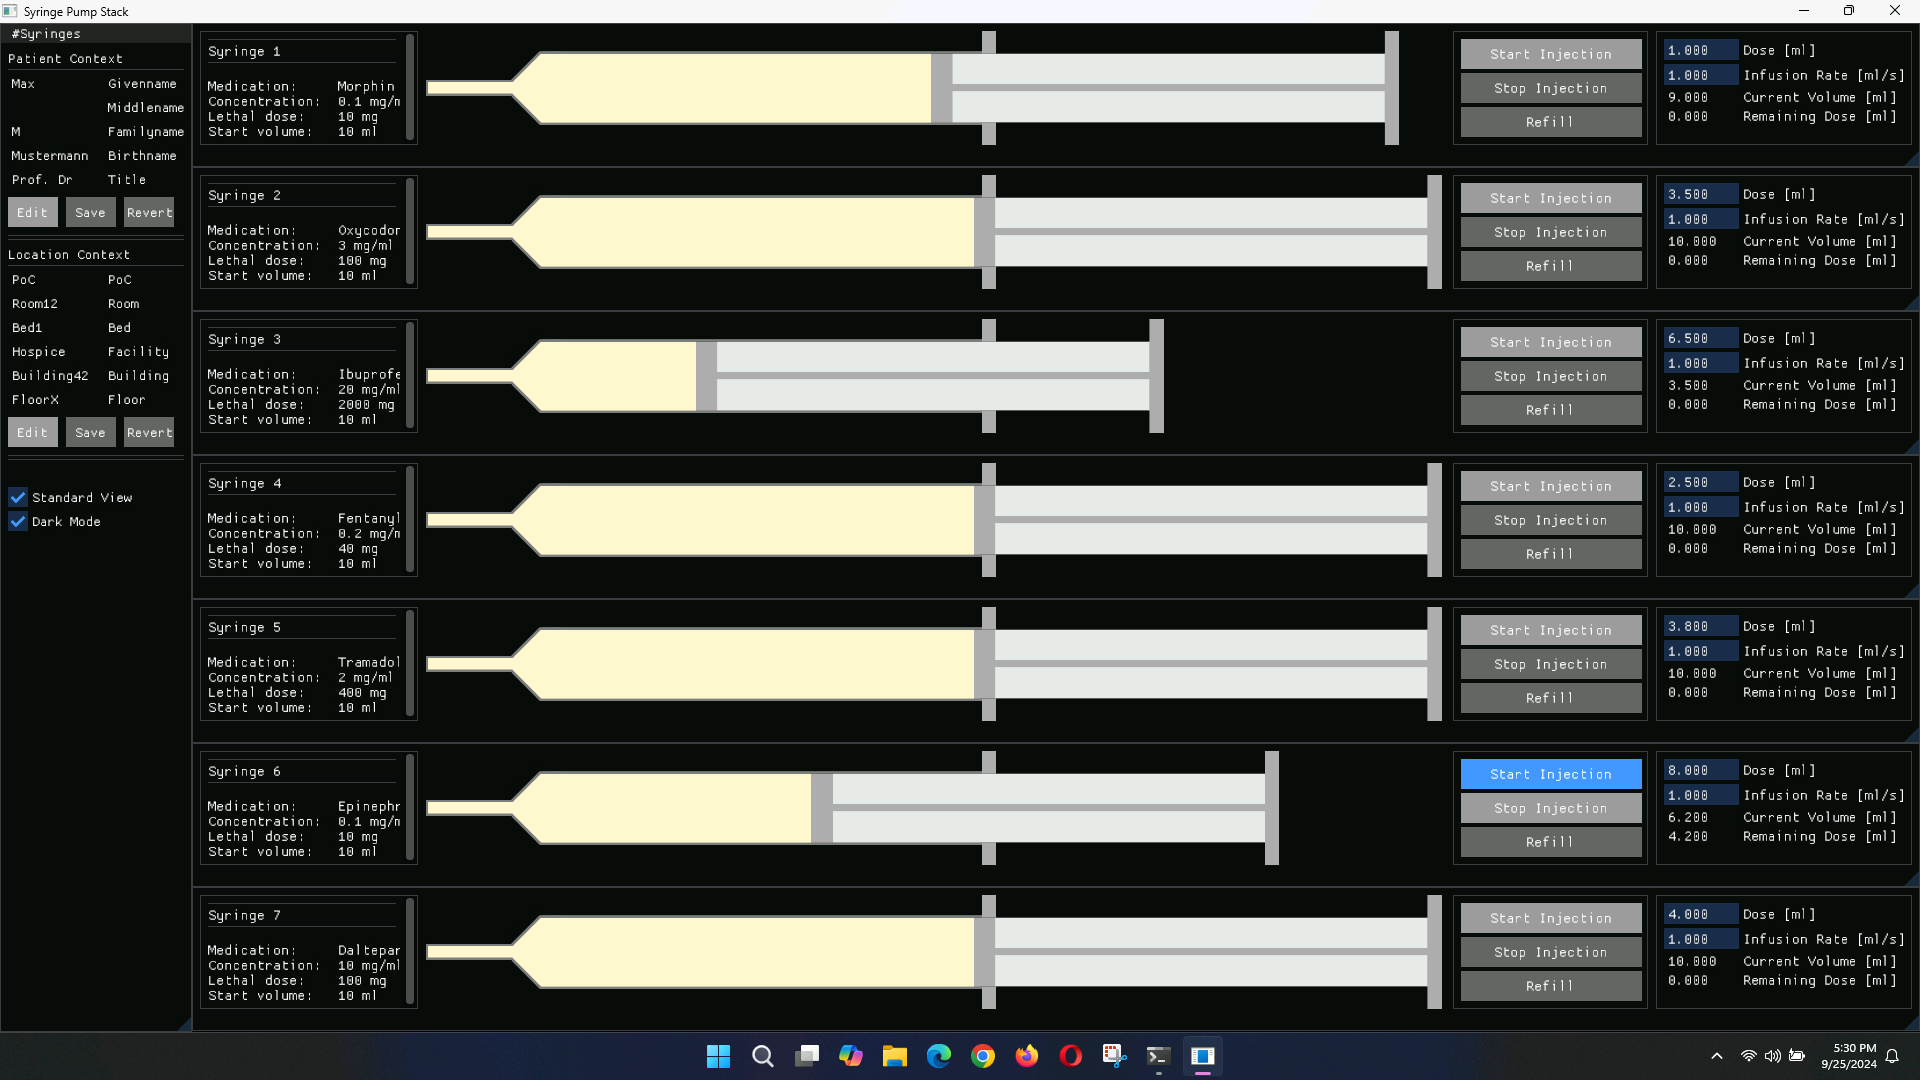 Syringe Pump Stack
#Syringes
Patient Context
Max Givenname
Middlename
M Familyname
Mustermann Birthname
Prof. Dr Title
Edit Save Revert
Location Context
PoC PoC
Room12 Room
Bed1 Bed
Hospice Facility
Building42 Building
FloorX Floor
Edit Save Revert
Standard View
Dark Mode
Syringe 1
Medication: Morphin
Concentration: 0.1 mg/m
Lethal dose: 10 mg
Start volume: 10 ml
Start Injection
Stop Injection
Refill
1.000 Dose [ml]
1.000 Infusion Rate [ml/s]
9.000 Current Volume [ml]
0.000 Remaining Dose [ml]
Syringe 2
Medication: Oxycodor
Concentration: 3 mg/ml
Lethal dose: 100 mg
Start volume: 10 ml
Start Injection
Stop Injection
Refill
3.500 Dose [ml]
1.000 Infusion Rate [ml/s]
10.000 Current Volume [ml]
0.000 Remaining Dose [ml]
Syringe 3
Medication: Ibuprofe
Concentration: 20 mg/ml
Lethal dose: 2000 mg
Start volume: 10 ml
Start Injection
Stop Injection
Refill
6.500 Dose [ml]
1.000 Infusion Rate [ml/s]
3.500 Current Volume [ml]
0.000 Remaining Dose [ml]
Syringe 4
Medication: Fentanyl
Concentration: 0.2 mg/m
Lethal dose: 40 mg
Start volume: 10 ml
Start Injection
Stop Injection
Refill
2.500 Dose [ml]
1.000 Infusion Rate [ml/s]
10.000 Current Volume [ml]
0.000 Remaining Dose [ml]
Syringe 5
Medication: Tramadol
Concentration: 2 mg/ml
Lethal dose: 400 mg
Start volume: 10 ml
Start Injection
Stop Injection
Refill
3.800 Dose [ml]
1.000 Infusion Rate [ml/s]
10.000 Current Volume [ml]
0.000 Remaining Dose [ml]
Syringe 6
Medication: Epinephr
Concentration: 0.1 mg/m
Lethal dose: 10 mg
Start volume: 10 ml
Start Injection
Stop Injection
Refill
8.000 Dose [ml]
1.000 Infusion Rate [ml/s]
6.200 Current Volume [ml]
4.200 Remaining Dose [ml]
Syringe 7
Medication: Daltepar
Concentration: 10 mg/ml
Lethal dose: 100 mg
Start volume: 10 ml
Start Injection
Stop Injection
Refill
4.000 Dose [ml]
1.000 Infusion Rate [ml/s]
10.000 Current Volume [ml]
0.000 Remaining Dose [ml]
5:30 PM
9/25/2024